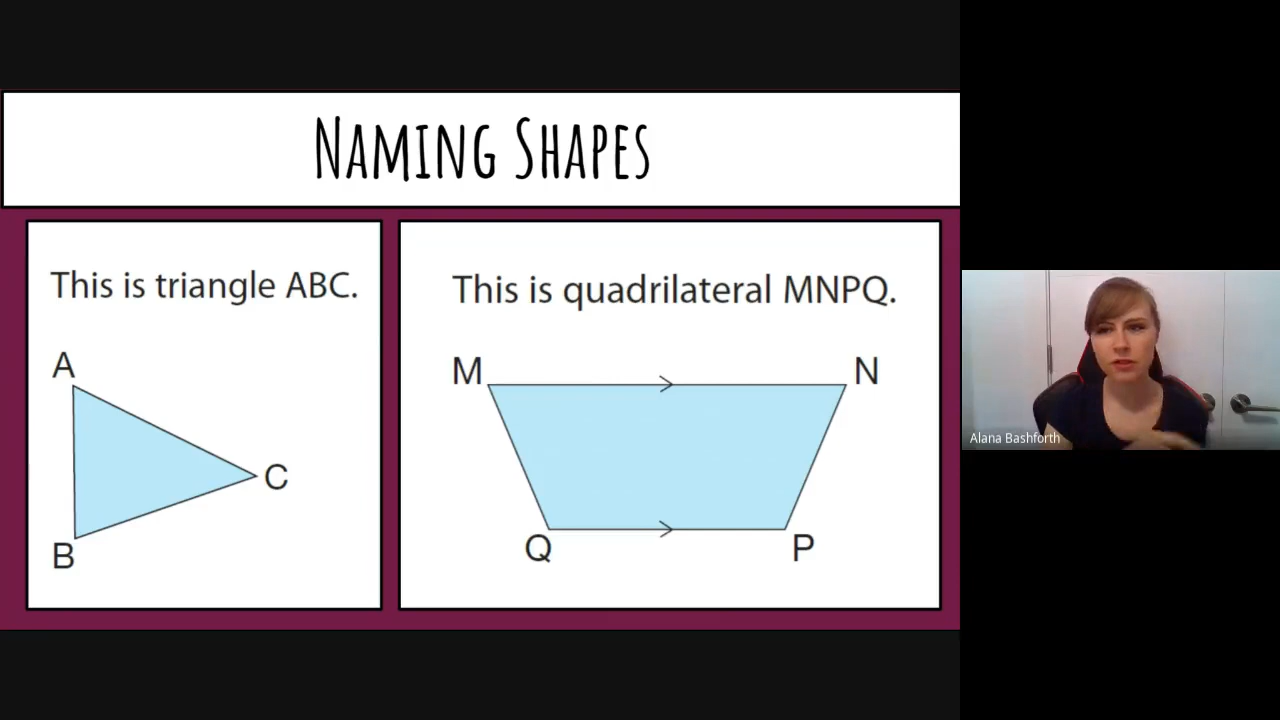 NAMING SHAPES
This is triangle ABC.
A
C
B
This is quadrilateral MNPQ.
M
N
Q
P
Alana Bashforth